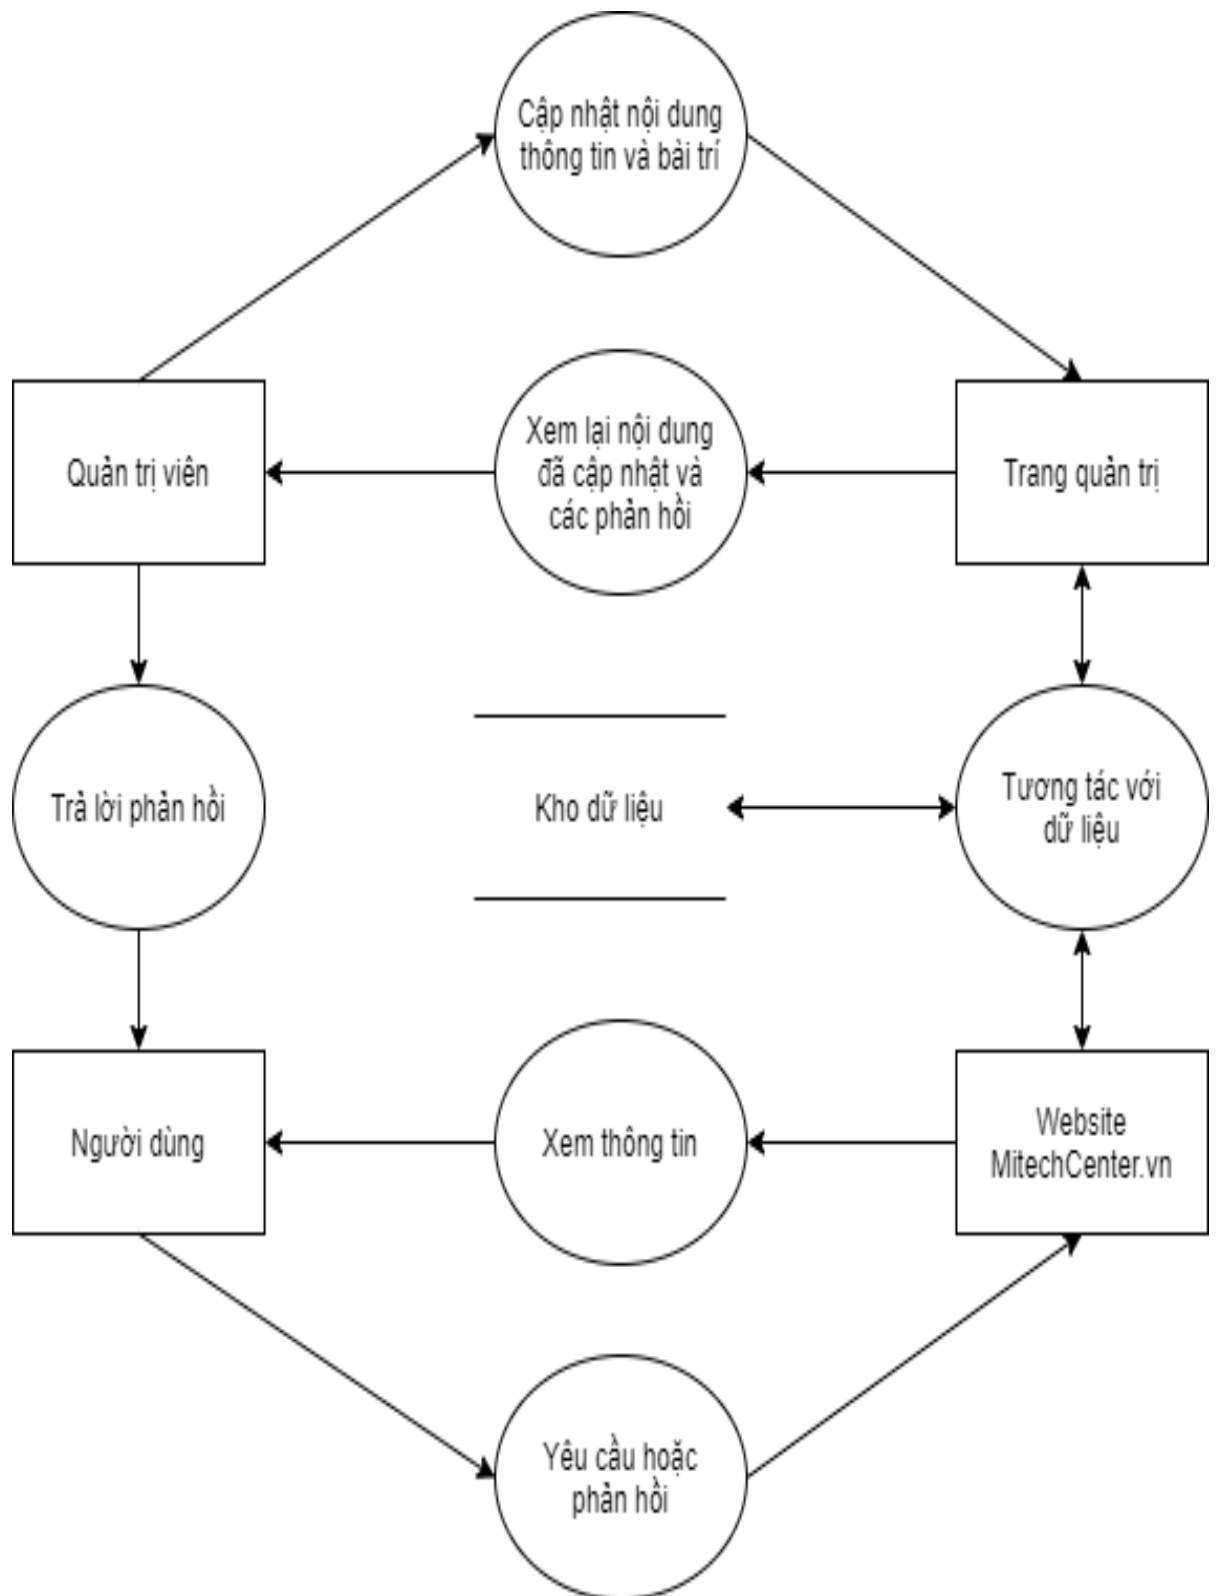 Cập nhật nội dung
thông tin và bài trí
Quản trị viên
Xem lại nội dung
đã cập nhật và
các phản hồi
Trang quản trị
Trả lời phản hồi
Kho dữ liệu
Tương tác với
dữ liệu
Người dùng
Xem thông tin
Website
MitechCenter.vn
Yêu cầu hoặc
phản hồi